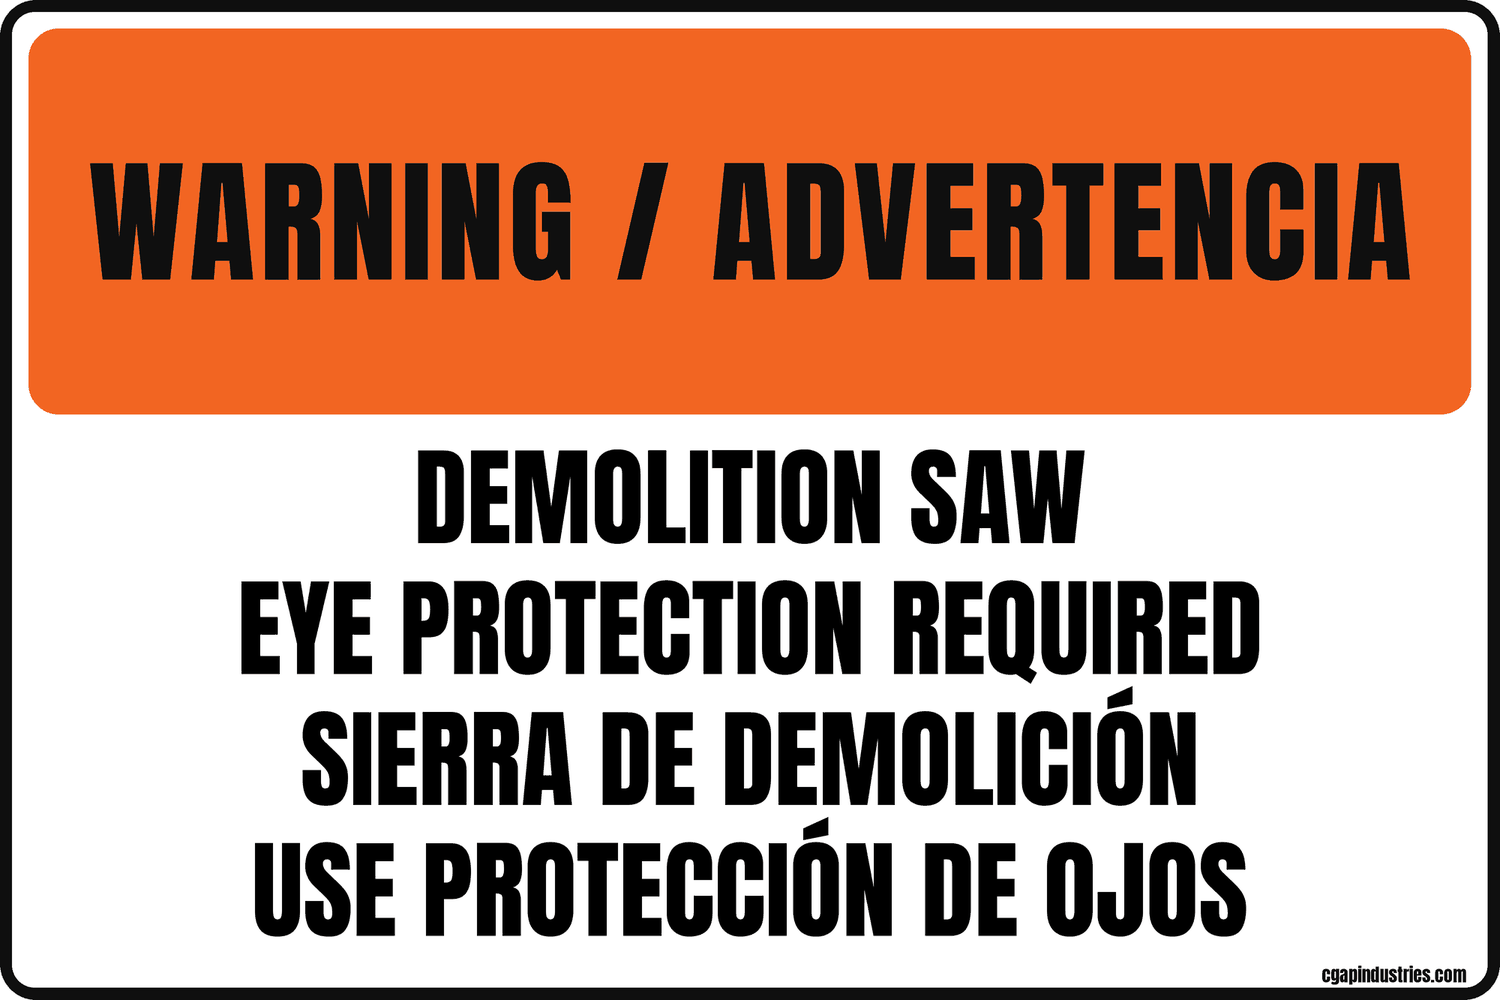 WARNING / ADVERTENCIA
DEMOLITION SAW
EYE PROTECTION REQUIRED
SIERRA DE DEMOLICIÓN
USE PROTECCIÓN DE OJOS
cgapindustries.com